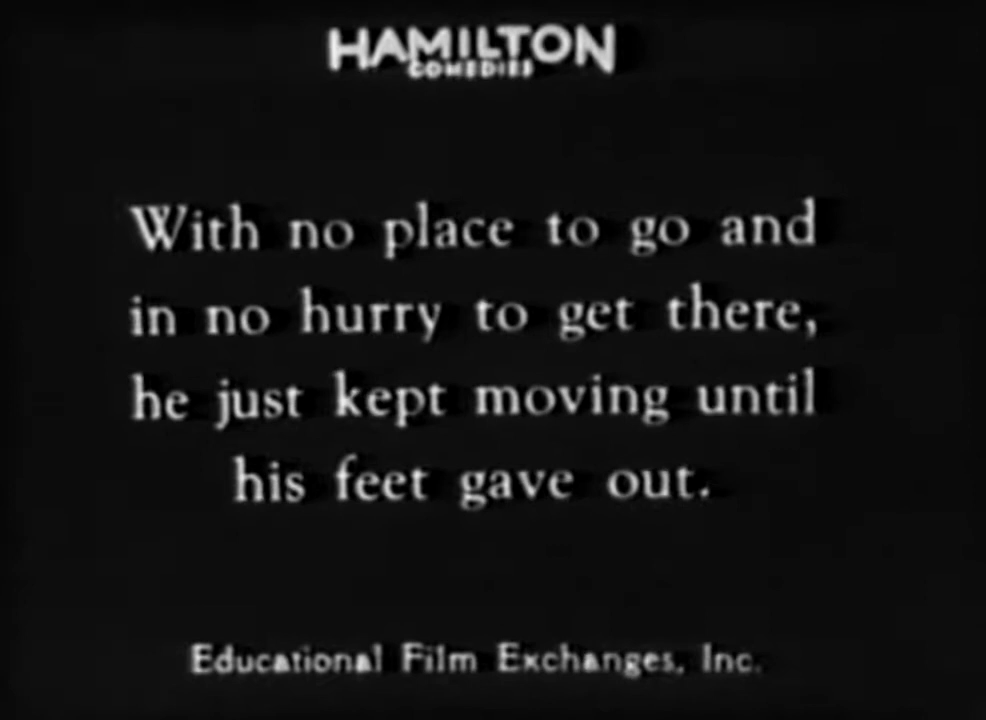 HAMILTON
COMEDIES
With no place to go and
in no hurry to get there,
he just kept moving until
his feet gave out.
Educational Film Exchanges, Inc.